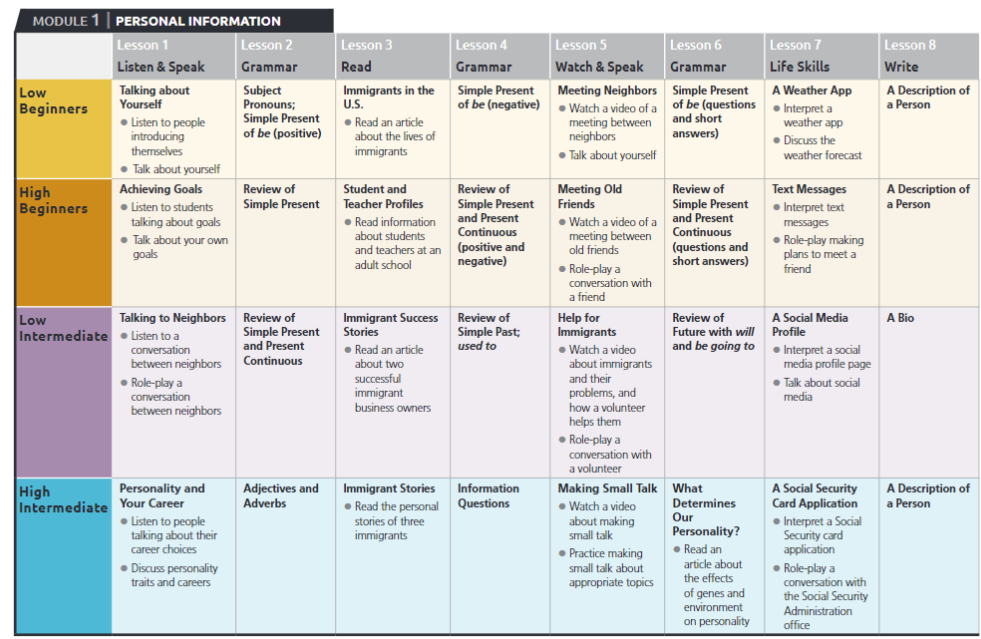 MODULE 1 | PERSONAL INFORMATION
Lesson 1
Listen & Speak
Lesson 2
Grammar
Lesson 3
Read
Lesson 4
Grammar
Lesson 5
Watch & Speak
Lesson 6
Grammar
Lesson 7
Life Skills
Lesson 8
Write
Low
Beginners
Talking about
Yourself
• Listen to people
introducing
themselves
• Talk about yourself
Subject
Pronouns;
Simple Present
of be (positive)
Immigrants in the
U.S.
• Read an article
about the lives of
immigrants
Simple Present
of be (negative)
Meeting Neighbors
• Watch a video of a
meeting between
neighbors
• Talk about yourself
Simple Present
of be (questions
and short
answers)
A Weather App
• Interpret a
weather app
• Discuss the
weather forecast
A Description of
a Person
High
Beginners
Achieving Goals
• Listen to students
talking about goals
• Talk about your own
goals
Review of
Simple Present
Student and
Teacher Profiles
• Read information
about students
and teachers at an
adult school
Review of
Simple Present
and Present
Continuous
(positive and
negative)
Meeting Old
Friends
• Watch a video of a
meeting between
old friends
• Role-play a
conversation with
a friend
Review of
Simple Present
and Present
Continuous
(questions and
short answers)
Text Messages
• Interpret text
messages
• Role-play making
plans to meet a
friend
A Description of
a Person
Low
Intermediate
Talking to Neighbors
• Listen to a
conversation
between neighbors
• Role-play a
conversation
between neighbors
Review of
Simple Present
and Present
Continuous
Immigrant Success
Stories
• Read an article
about two
successful
immigrant
business owners
Review of
Simple Past;
used to
Help for
Immigrants
• Watch a video
about immigrants
and their
problems, and
how a volunteer
helps them
• Role-play a
conversation with
a volunteer
Review of
Future with will
and be going to
A Social Media
Profile
• Interpret a social
media profile page
• Talk about social
media
A Bio
High
Intermediate
Personality and
Your Career
• Listen to people
talking about their
career choices
• Discuss personality
traits and careers
Adjectives and
Adverbs
Immigrant Stories
• Read the personal
stories of three
immigrants
Information
Questions
Making Small Talk
• Watch a video
about making
small talk
• Practice making
small talk about
appropriate topics
What
Determines
Our
Personality?
• Read an
article about
the effects
of genes and
environment
on personality
A Social Security
Card Application
• Interpret a Social
Security card
application
• Role-play a
conversation with
the Social Security
Administration
office
A Description of
a Person